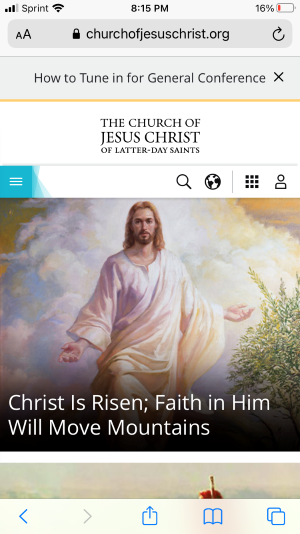 Sprint 8:15 PM 16%
AA churchofjesuschrist.org
How to Tune in for General Conference ×
THE CHURCH OF
JESUS CHRIST
OF LATTER-DAY SAINTS
Christ Is Risen; Faith in Him
Will Move Mountains